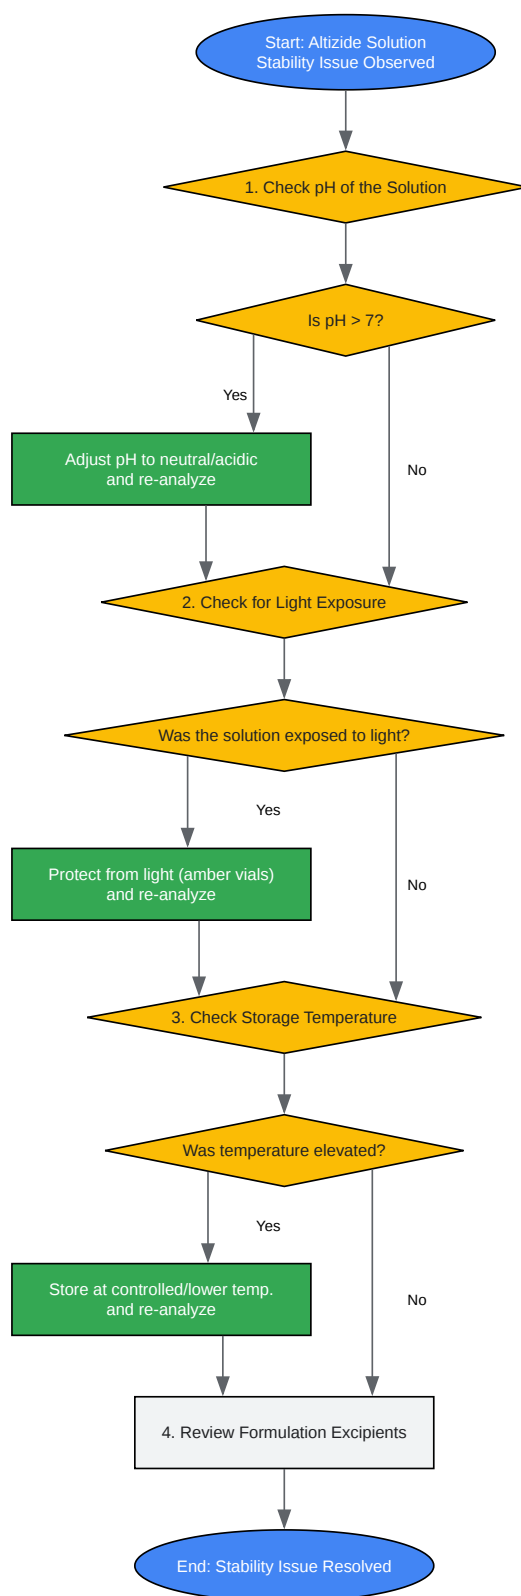 Start: Altizide Solution
Stability Issue Observed
1. Check pH of the Solution
Is pH > 7?
Yes
Adjust pH to neutral/acidic
and re-analyze
No
2. Check for Light Exposure
Was the solution exposed to light?
Yes
Protect from light (amber vials)
and re-analyze
No
3. Check Storage Temperature
Was temperature elevated?
Yes
Store at controlled/lower temp.
and re-analyze
No
4. Review Formulation Excipients
End: Stability Issue Resolved